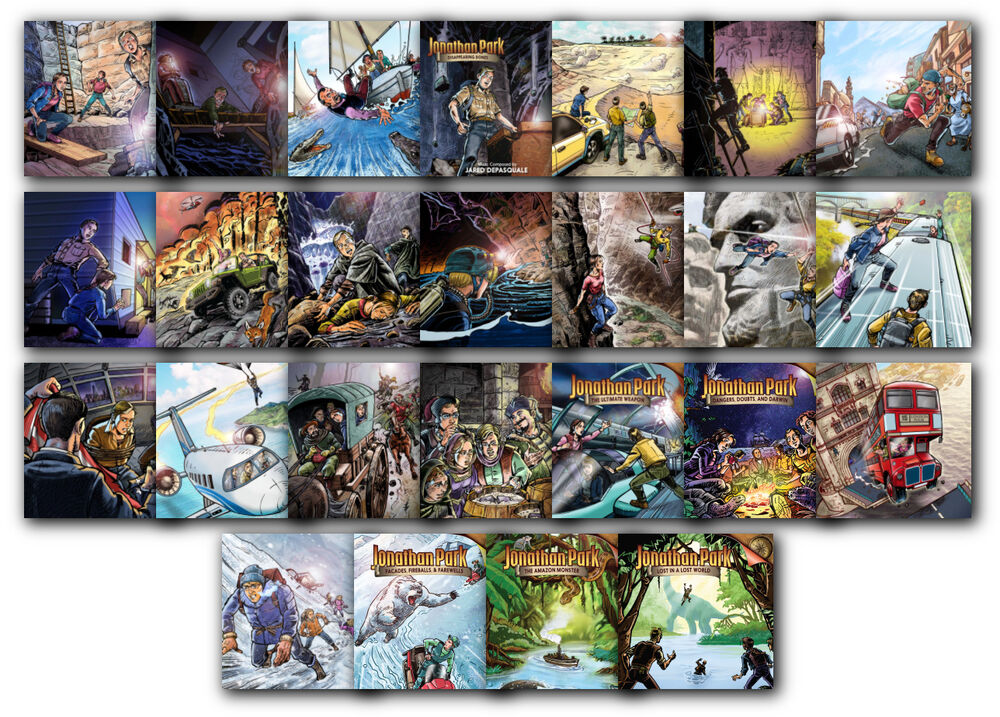 Jonathan Park
DISAPPEARING BONES
Music Composed by
JARED DEPASQUALE
Jonathan Park
THE ULTIMATE WEAPON
Jonathan Park
DANGERS, DOUBTS, AND DARWIN
Jonathan Park
FACADES, FIREBALLS & FAREWELLS
Jonathan Park
THE AMAZON MONSTER
Jonathan Park
LOST IN A LOST WORLD